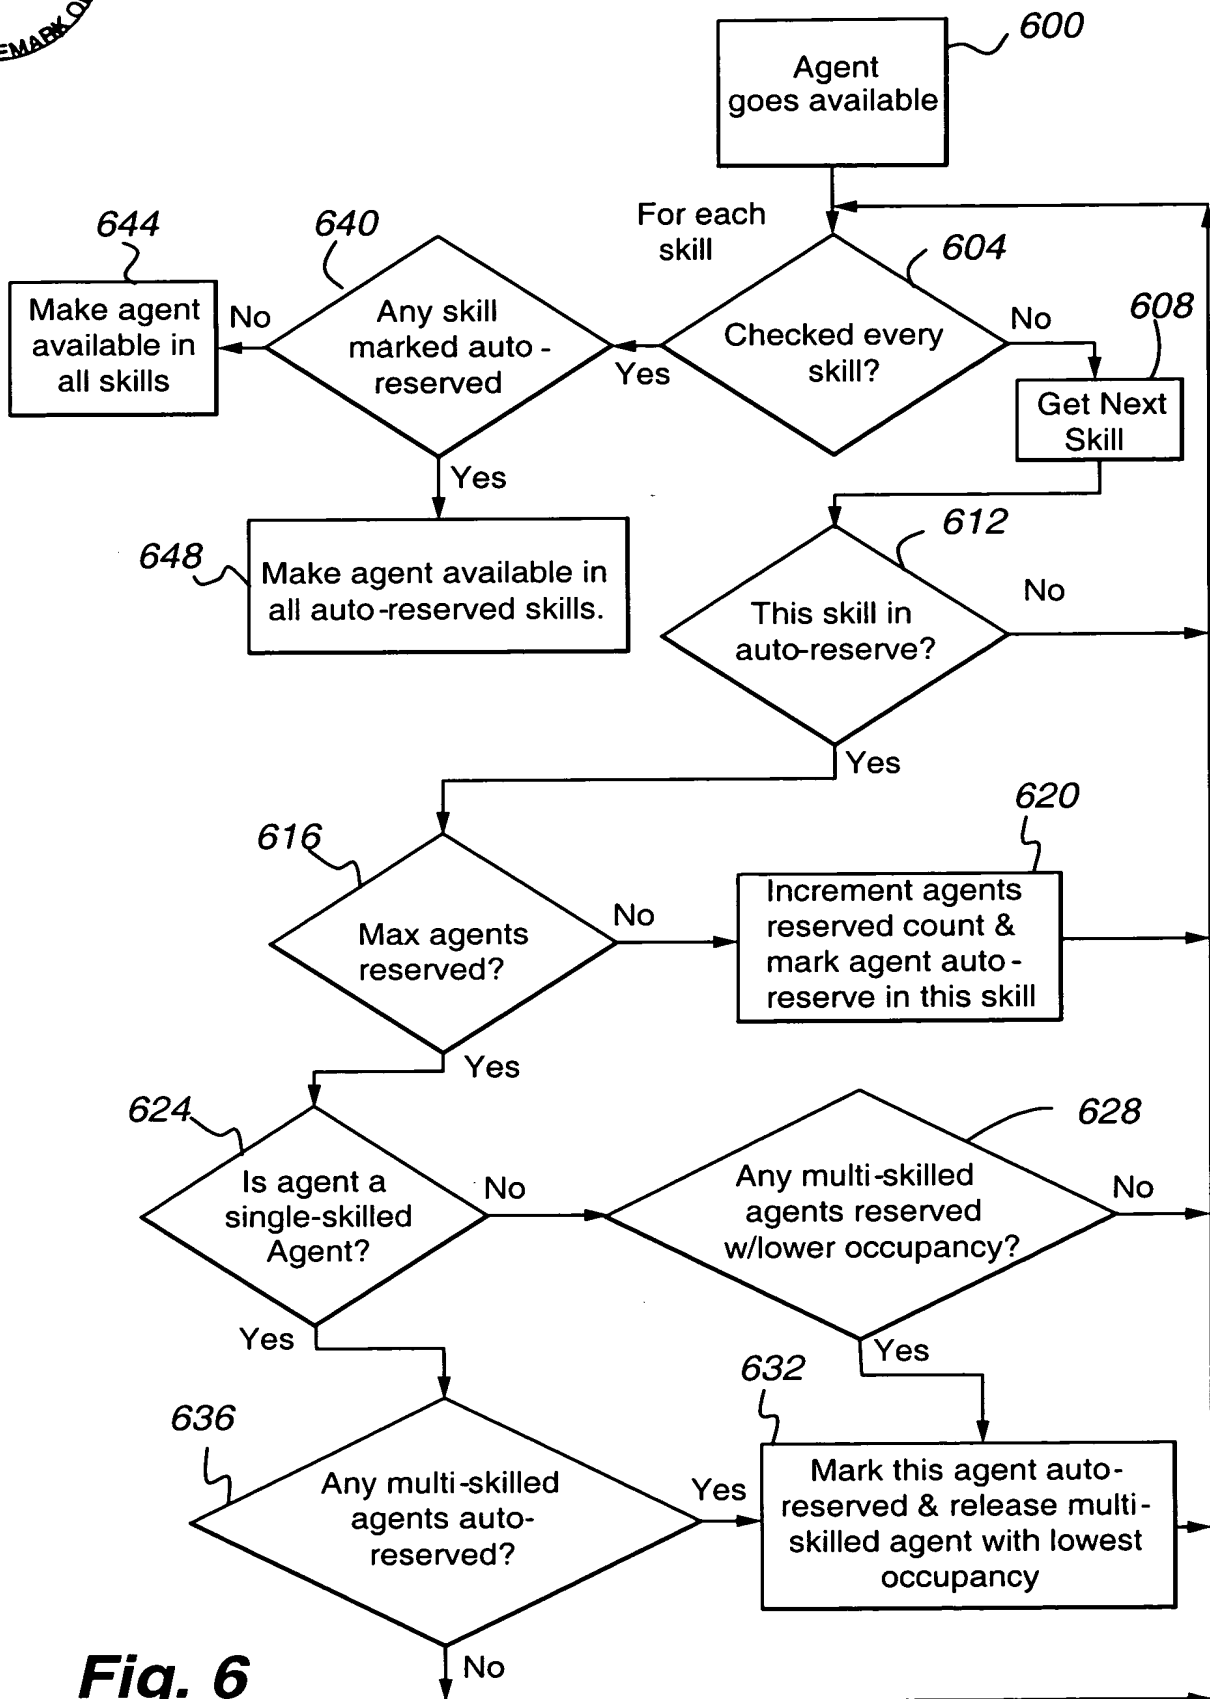 EMARK O
600
Agent
goes available
For each
skill
604
Checked every
skill?
No
Yes
608
Get Next
Skill
640
Any skill
marked auto-
reserved
No
Yes
644
Make agent
available in
all skills
648
Make agent available in
all auto-reserved skills.
612
This skill in
auto-reserve?
No
Yes
616
Max agents
reserved?
No
Yes
620
Increment agents
reserved count &
mark agent auto-
reserve in this skill
624
Is agent a
single-skilled
Agent?
No
Yes
628
Any multi-skilled
agents reserved
w/lower occupancy?
No
Yes
632
Mark this agent auto-
reserved & release multi-
skilled agent with lowest
occupancy
636
Any multi-skilled
agents auto-
reserved?
Yes
No
Fig. 6